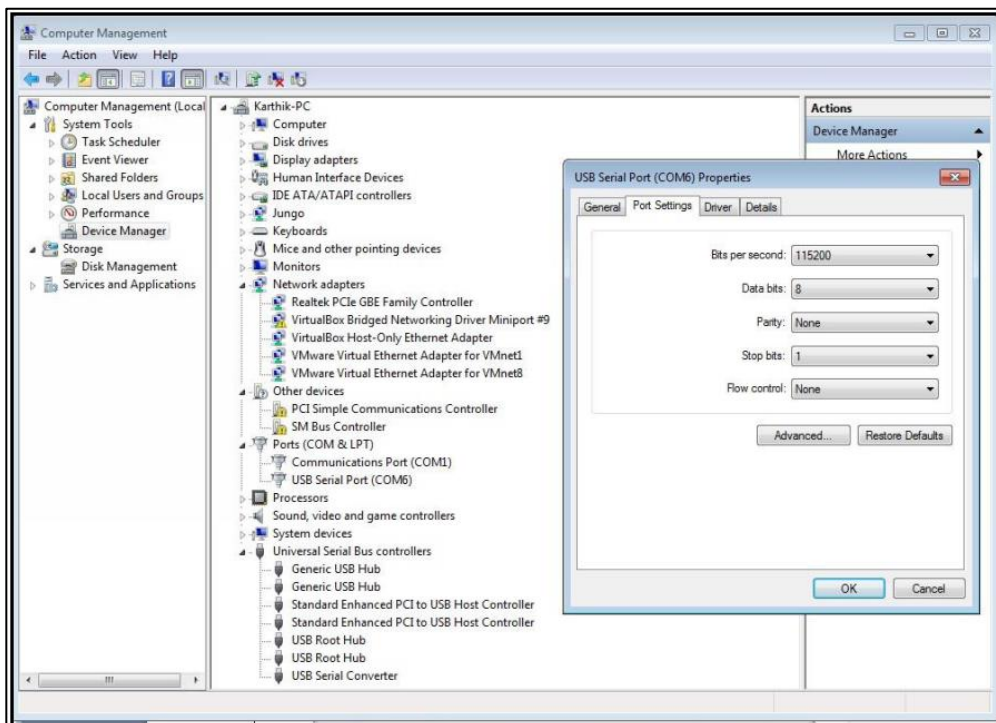 Computer Management
File Action View Help
Computer Management (Local
System Tools
Task Scheduler
Event Viewer
Shared Folders
Local Users and Groups
Performance
Device Manager
Storage
Disk Management
Services and Applications
Karthik-PC
Computer
Disk drives
Display adapters
Human Interface Devices
IDE ATA/ATAPI controllers
Jungo
Keyboards
Mice and other pointing devices
Monitors
Network adapters
Realtek PCIe GBE Family Controller
VirtualBox Bridged Networking Driver Miniport #9
VirtualBox Host-Only Ethernet Adapter
VMware Virtual Ethernet Adapter for VMnet1
VMware Virtual Ethernet Adapter for VMnet8
Other devices
PCI Simple Communications Controller
SM Bus Controller
Ports (COM & LPT)
Communications Port (COM1)
USB Serial Port (COM6)
Processors
Sound, video and game controllers
System devices
Universal Serial Bus controllers
Generic USB Hub
Generic USB Hub
Standard Enhanced PCI to USB Host Controller
Standard Enhanced PCI to USB Host Controller
USB Root Hub
USB Root Hub
USB Serial Converter
Actions
Device Manager
More Actions
USB Serial Port (COM6) Properties
General Port Settings Driver Details
Bits per second: 115200
Data bits: 8
Parity: None
Stop bits: 1
Flow control: None
Advanced... Restore Defaults
OK Cancel